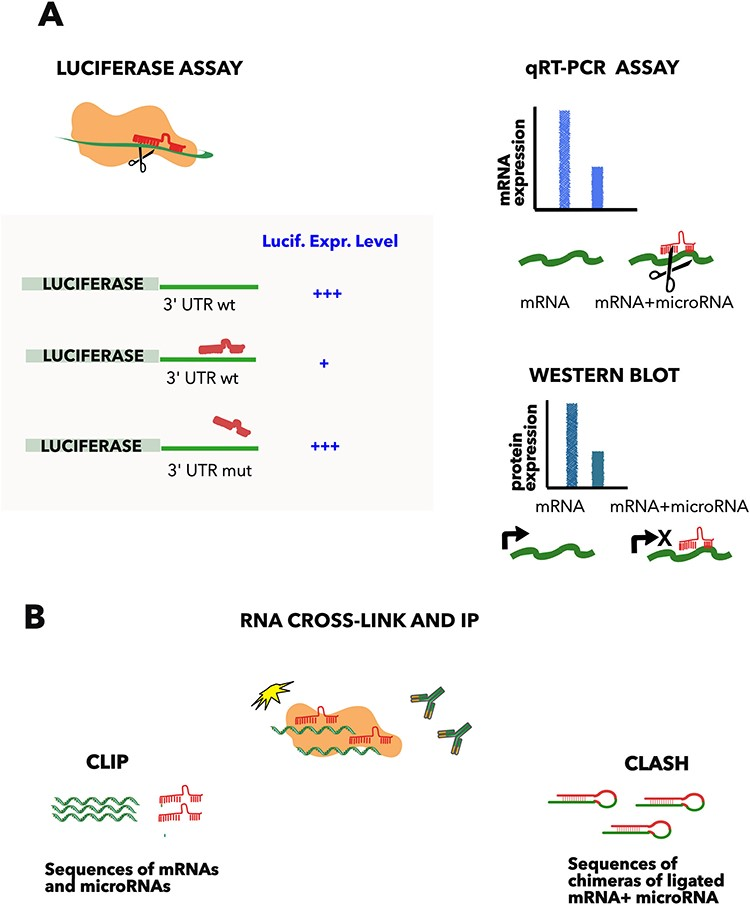 A
LUCIFERASE ASSAY
Lucif. Expr. Level
LUCIFERASE
3' UTR wt
+++
LUCIFERASE
3' UTR wt
+
LUCIFERASE
3' UTR mut
+++
qRT-PCR ASSAY
mRNA
expression
mRNA
mRNA+microRNA
WESTERN BLOT
protein
expression
mRNA
mRNA+microRNA
X
B
RNA CROSS-LINK AND IP
CLIP
Sequences of mRNAs
and microRNAs
CLASH
Sequences of
chimeras of ligated
mRNA+ microRNA